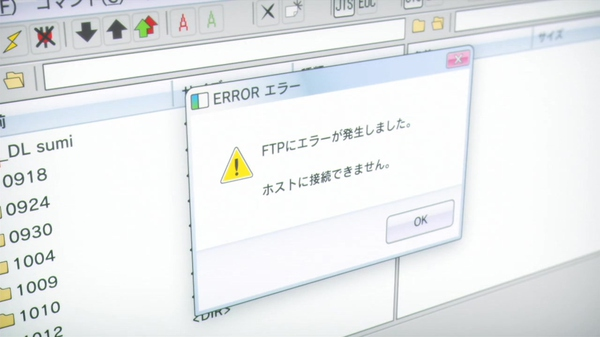 コマンド(C)
JIS EUC
サイズ
ERROR エラー
FTPにエラーが発生しました。
ホストに接続できません。
OK
_DL sumi
0918
0924
0930
1004
1009
1010
1012
<DIR>